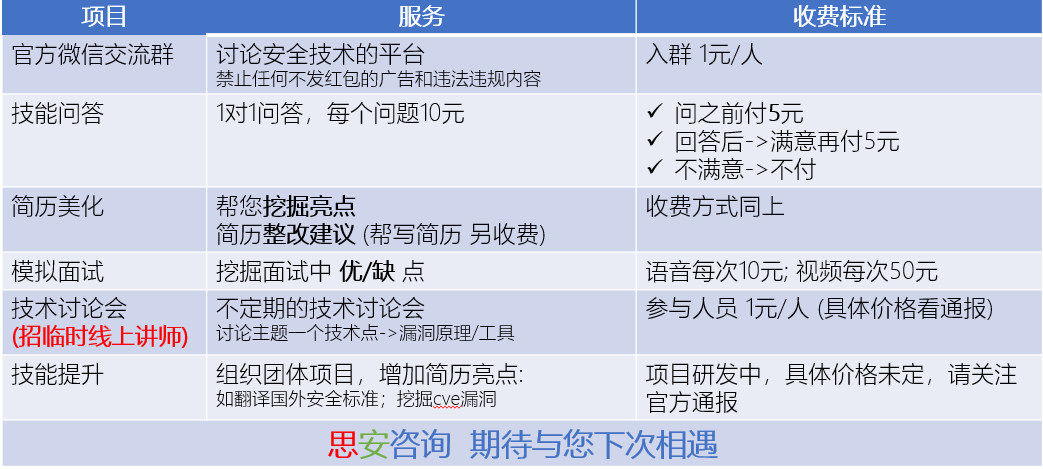 项目 服务 收费标准
官方微信交流群 讨论安全技术的平台 入群 1元/人
禁止任何不发红包的广告和违法违规内容
技能问答 1对1问答，每个问题10元 ✓ 问之前付5元
✓ 回答后->满意再付5元
✓ 不满意->不付
简历美化 帮您挖掘亮点 收费方式同上
简历整改建议 (帮写简历 另收费)
模拟面试 挖掘面试中 优/缺 点 语音每次10元; 视频每次50元
技术讨论会 不定期的技术讨论会 参与人员 1元/人 (具体价格看通报)
(招临时线上讲师) 讨论主题一个技术点->漏洞原理/工具
技能提升 组织团体项目，增加简历亮点: 项目研发中，具体价格未定，请关注
如翻译国外安全标准；挖掘cve漏洞 官方通报
思安咨询 期待与您下次相遇